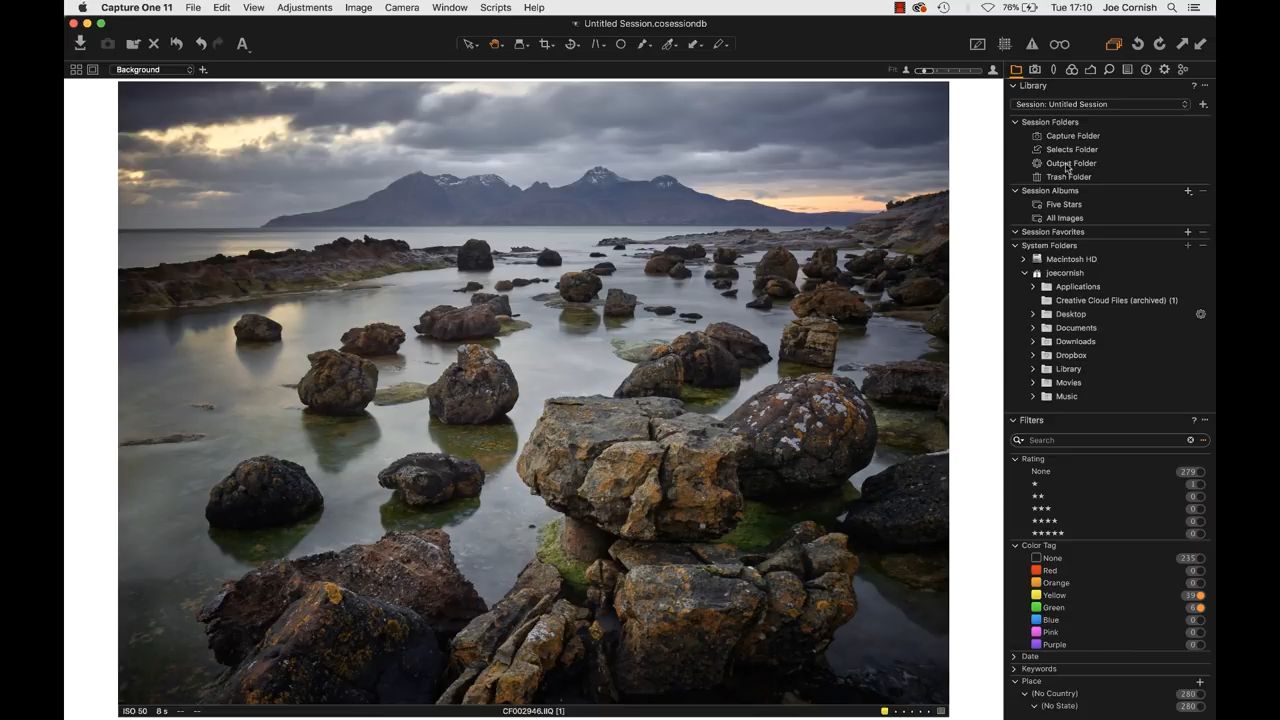 Capture One 11 File Edit View Adjustments Image Camera Window Scripts Help 76% Tue 17:10 Joe Cornish
Untitled Session.cosessiondb
A
Background Fit
Library ?
Session: Untitled Session
Session Folders
Capture Folder
Selects Folder
Output Folder
Trash Folder
Session Albums
Five Stars
All Images
Session Favorites
System Folders
Macintosh HD
joecornish
Applications
Creative Cloud Files (archived) (1)
Desktop
Documents
Downloads
Dropbox
Library
Movies
Music
Filters ?
Search
Rating
None 279
★ 1
★★ 0
★★★ 0
★★★★ 0
★★★★★ 0
Color Tag
None 235
Red 0
Orange 0
Yellow 39
Green 6
Blue 0
Pink 0
Purple 0
Date
Keywords
Place
(No Country) 280
(No State) 280
ISO 50 8 s -- -- CF002946.IIQ [1]